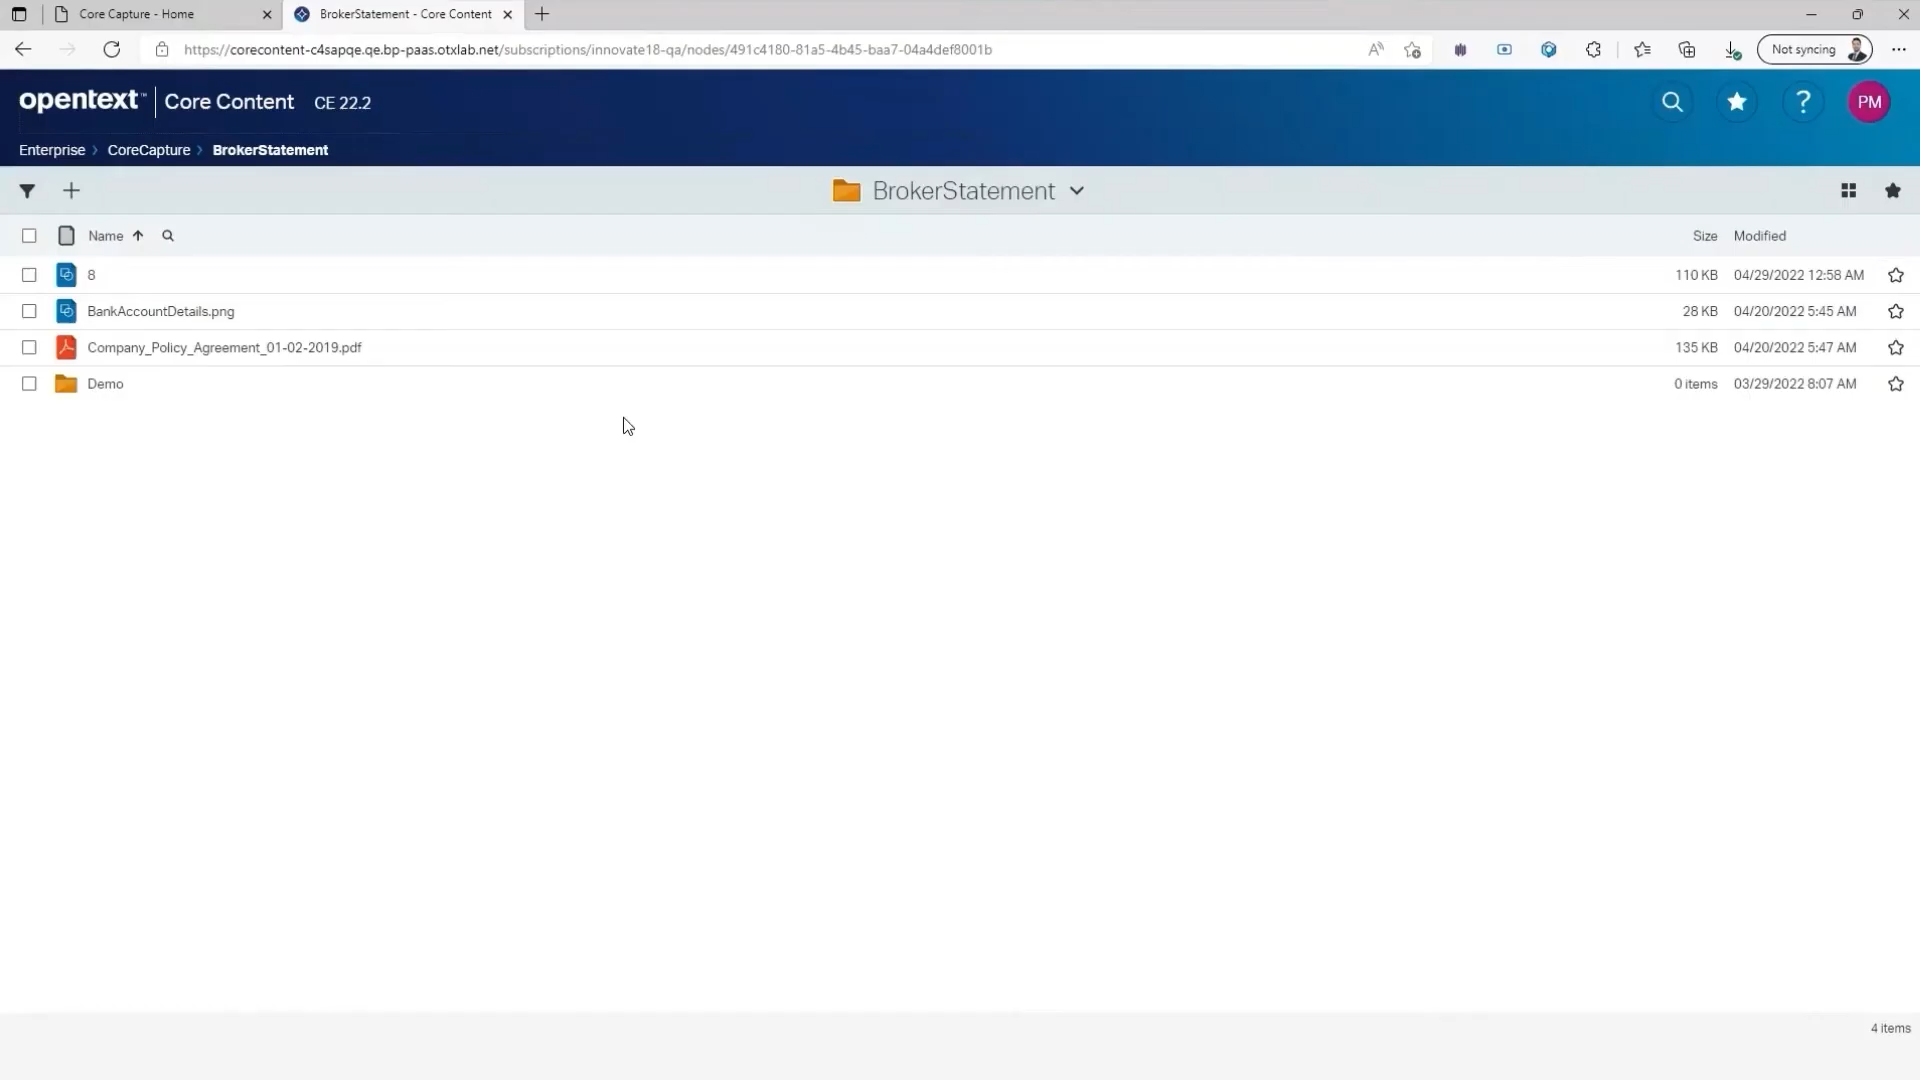 Core Capture - Home
BrokerStatement - Core Content
https://corecontent-c4sapqe.qe.bp-paas.otxlab.net/subscriptions/innovate18-qa/nodes/491c4180-81a5-4b45-baa7-04a4def8001b
Not syncing
opentext™ Core Content CE 22.2
PM
Enterprise > CoreCapture > BrokerStatement
BrokerStatement
Name Size Modified
8 110 KB 04/29/2022 12:58 AM
BankAccountDetails.png 28 KB 04/20/2022 5:45 AM
Company_Policy_Agreement_01-02-2019.pdf 135 KB 04/20/2022 5:47 AM
Demo 0 items 03/29/2022 8:07 AM
4 items